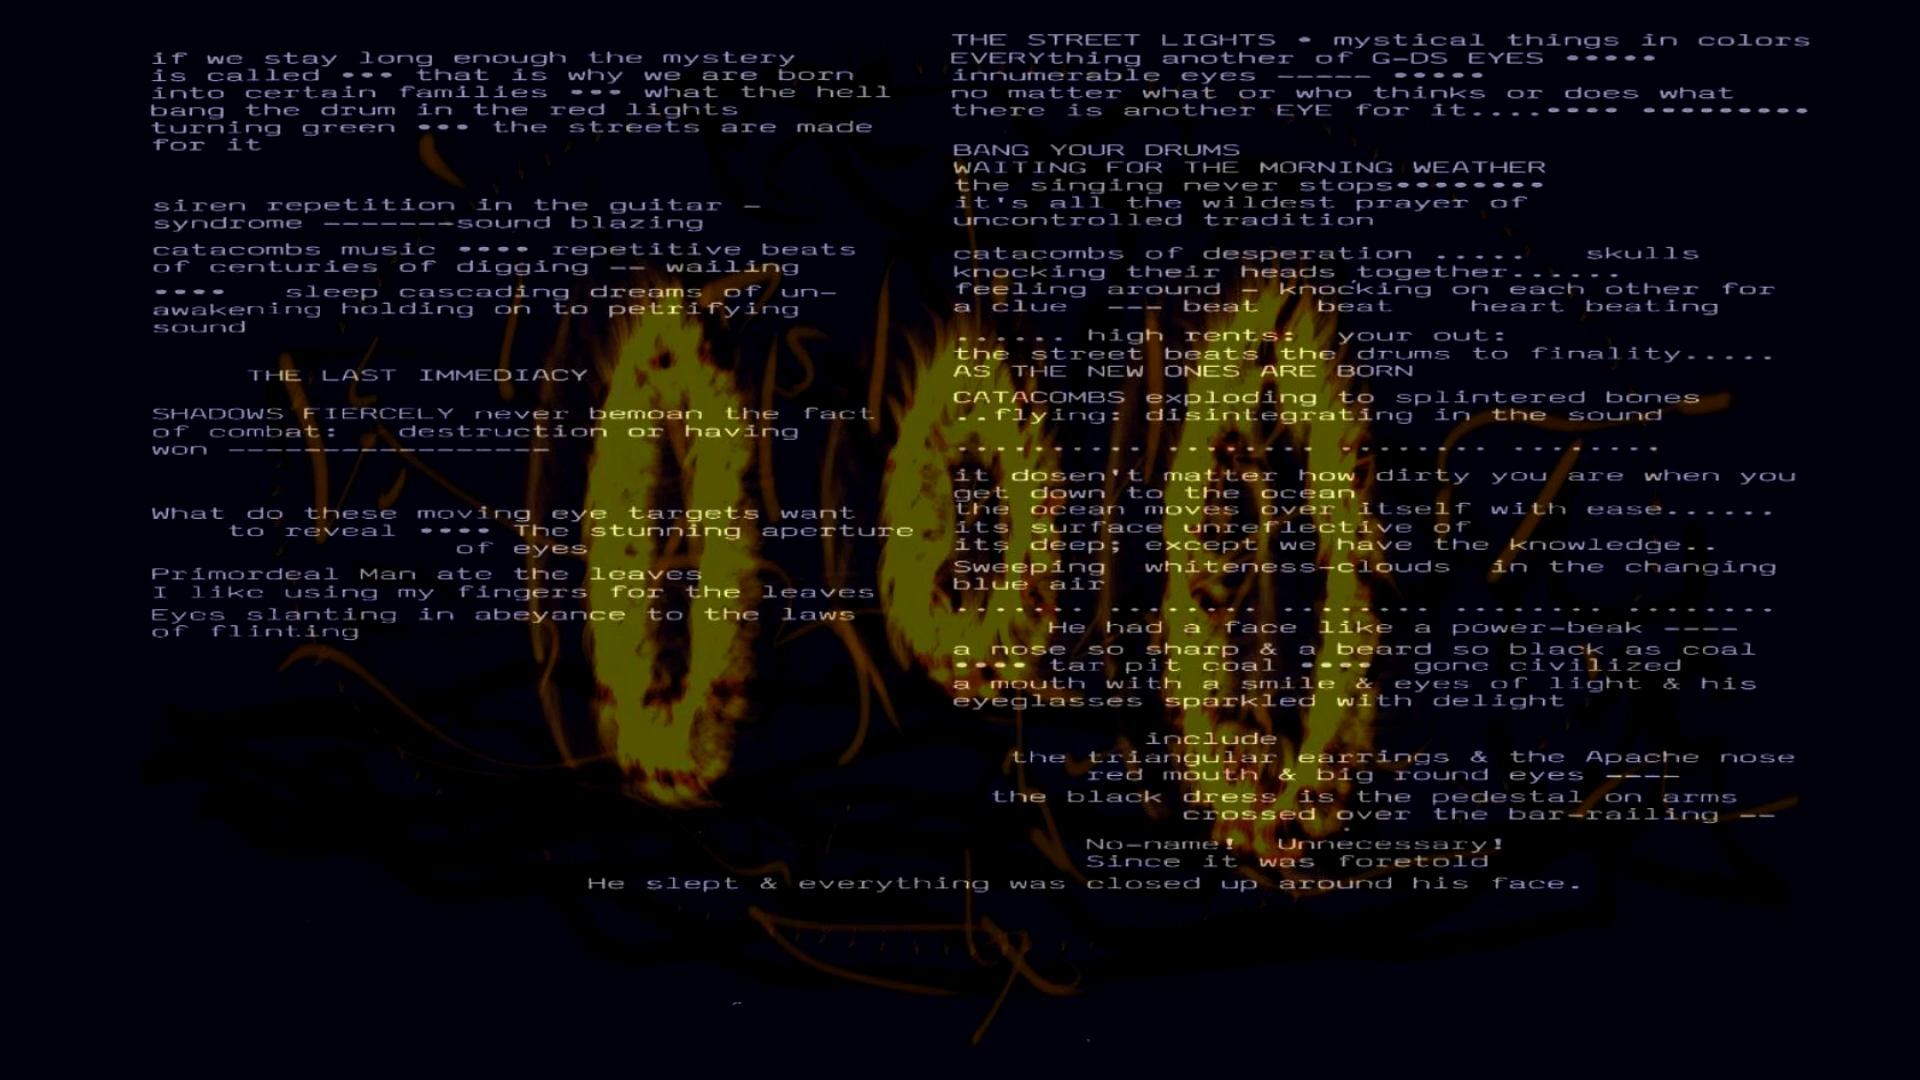 if we stay long enough the mystery
is called •••  that is why we are born
into certain families ••• what the hell
bang the drum in the red lights
turning green ••• the streets are made
for it
siren repetition in the guitar -
syndrome -------sound blazing
catacombs music •••• repetitive beats
of centuries of digging -- wailing
•••• sleep cascading dreams of un-
awakening holding on to petrifying
sound
THE LAST IMMEDIACY
SHADOWS FIERCELY never bemoan the fact
of combat: destruction or having
won -----------------
What do these moving eye targets want
to reveal •••• The stunning aperture
of eyes
Primordeal Man ate the leaves
I like using my fingers for the leaves
Eyes slanting in abeyance to the laws
of flinting
THE STREET LIGHTS • mystical things in colors
EVERYthing another of G-DS EYES •••••
innumerable eyes ----- •••••
no matter what or who thinks or does what
there is another EYE for it....•••• •••••••••
BANG YOUR DRUMS
WAITING FOR THE MORNING WEATHER
the singing never stops••••••••
it's all the wildest prayer of
uncontrolled tradition
catacombs of desperation ..... skulls
knocking their heads together......
feeling around - knocking on each other for
a clue --- beat beat heart beating
...... high rents: your out:
the street beats the drums to finality.....
AS THE NEW ONES ARE BORN
CATACOMBS exploding to splintered bones
..flying: disintegrating in the sound
......... ........ ........ ........
it dosen't matter how dirty you are when you
get down to the ocean
the ocean moves over itself with ease......
its surface unreflective of
its deep; except we have the knowledge..
Sweeping whiteness-clouds in the changing
blue air
....... ........ ........ ........ ........
He had a face like a power-beak ----
a nose so sharp & a beard so black as coal
•••• tar pit coal •••• gone civilized
a mouth with a smile & eyes of light & his
eyeglasses sparkled with delight
include
the triangular earrings & the Apache nose
red mouth & big round eyes ----
the black dress is the pedestal on arms
crossed over the bar-railing --
No-name! Unnecessary!
Since it was foretold
He slept & everything was closed up around his face.